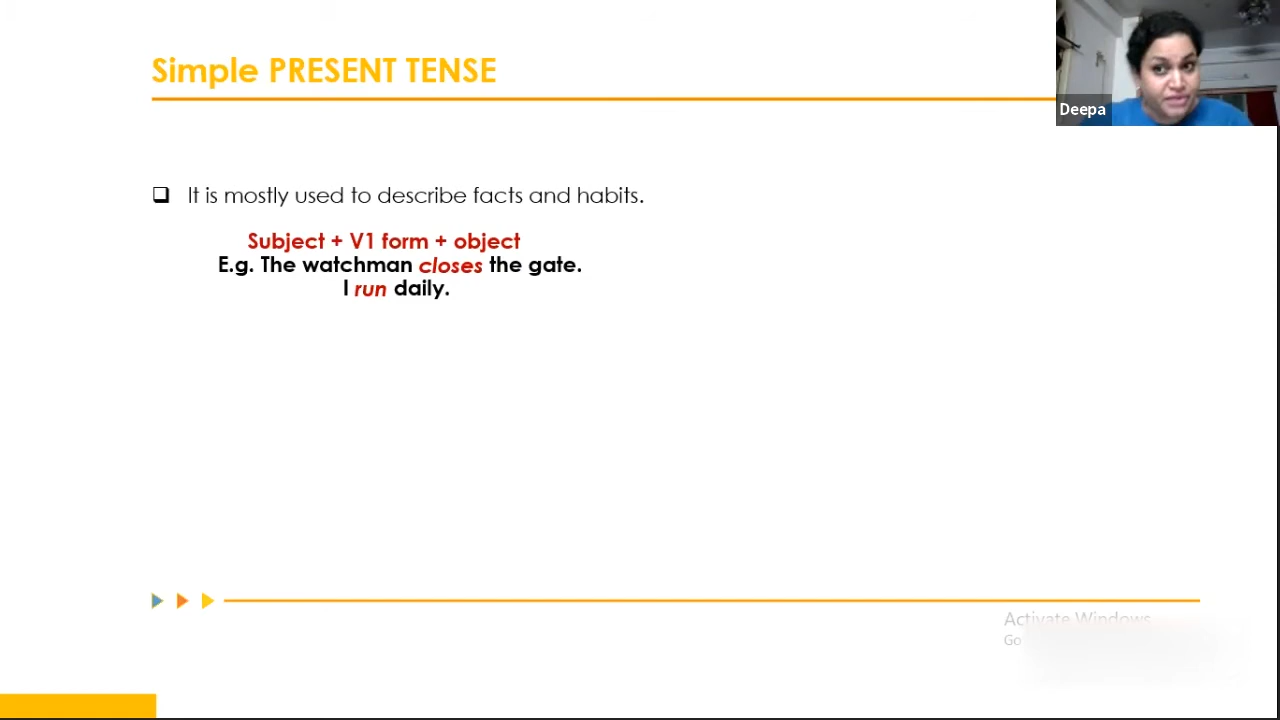 Simple PRESENT TENSE
Deepa
❑ It is mostly used to describe facts and habits.
Subject + V1 form + object
E.g. The watchman closes the gate.
I run daily.
Activate Windows
Go